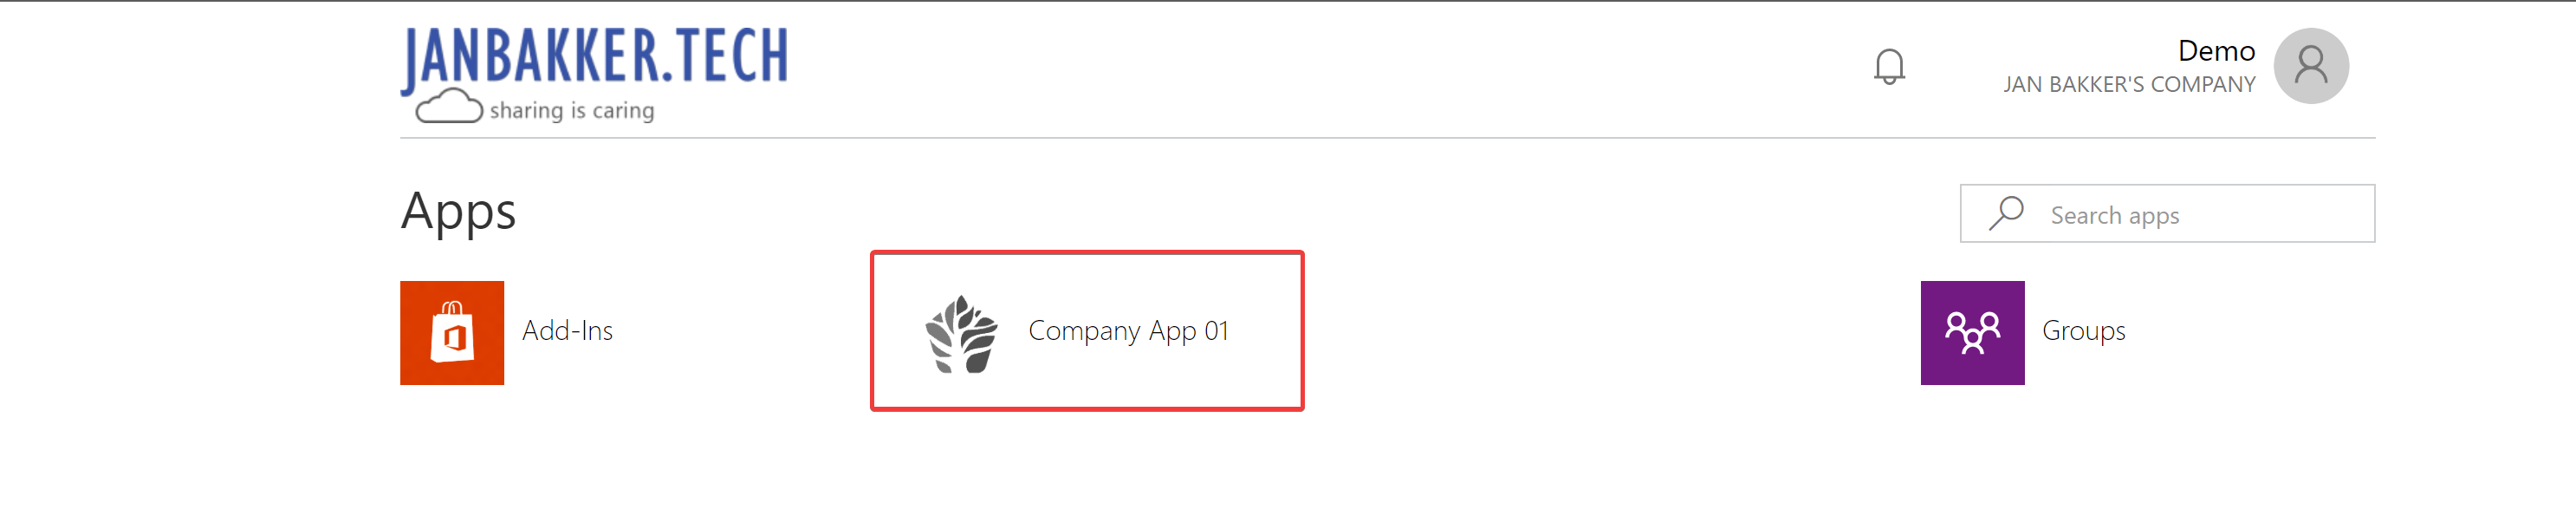 JANBAKKER.TECH
sharing is caring
Demo
JAN BAKKER'S COMPANY
Apps
Search apps
Add-Ins
Company App 01
Groups